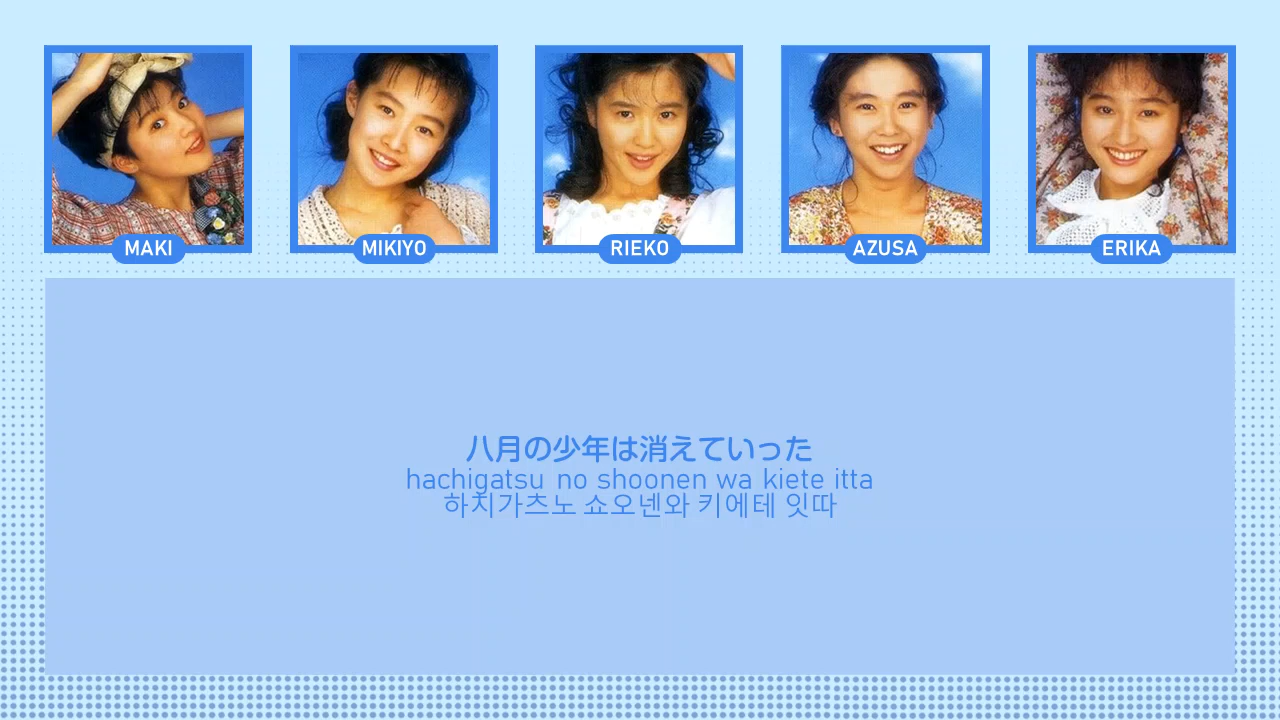 MAKI
MIKIYO
RIEKO
AZUSA
ERIKA
八月の少年は消えていった
hachigatsu no shoonen wa kiete itta
하치가츠노 쇼오넨와 키에테 잇따